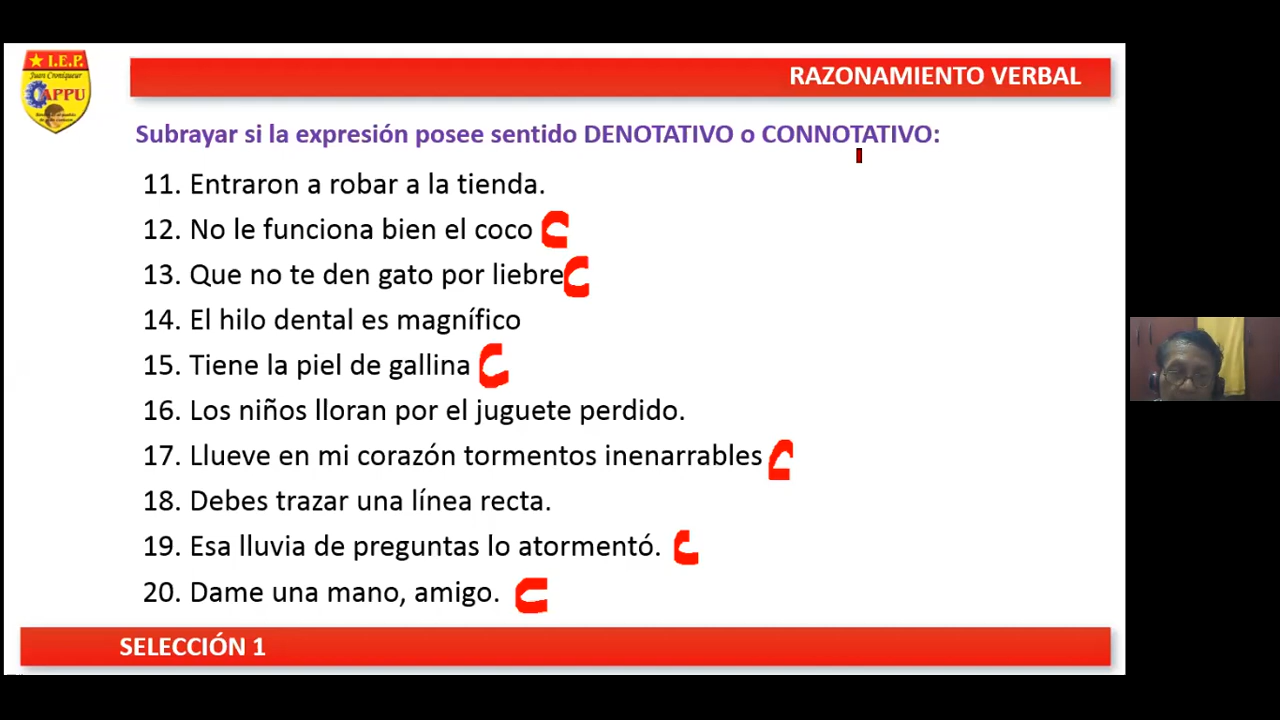 ★ I.E.P.
Juan Croniqueur
CAPPU
RAZONAMIENTO VERBAL
Subrayar si la expresión posee sentido DENOTATIVO o CONNOTATIVO:
11. Entraron a robar a la tienda.
12. No le funciona bien el coco C
13. Que no te den gato por liebre C
14. El hilo dental es magnífico
15. Tiene la piel de gallina C
16. Los niños lloran por el juguete perdido.
17. Llueve en mi corazón tormentos inenarrables C
18. Debes trazar una línea recta.
19. Esa lluvia de preguntas lo atormentó. C
20. Dame una mano, amigo. C
SELECCIÓN 1